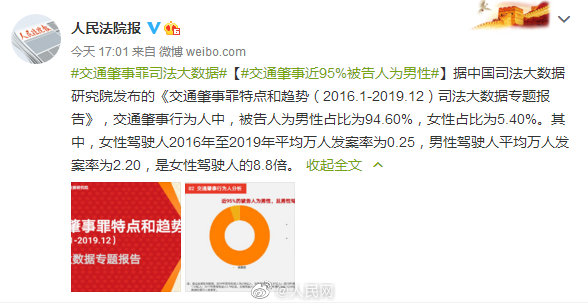 人民法院报
今天 17:01 来自 微博 weibo.com
#交通肇事罪司法大数据#【#交通肇事近95%被告人为男性#】据中国司法大数据
研究院发布的《交通肇事罪特点和趋势（2016.1-2019.12）司法大数据专题报
告》，交通肇事行为人中，被告人为男性占比为94.60%，女性占比为5.40%。其
中，女性驾驶人2016年至2019年平均万人发案率为0.25，男性驾驶人平均万人发
案率为2.20，是女性驾驶人的8.8倍。 收起全文
肇事罪特点和趋势
6.1-2019.12）
大数据专题报告
02 交通肇事行为人分析
近95%的被告人为男性，
@人民网